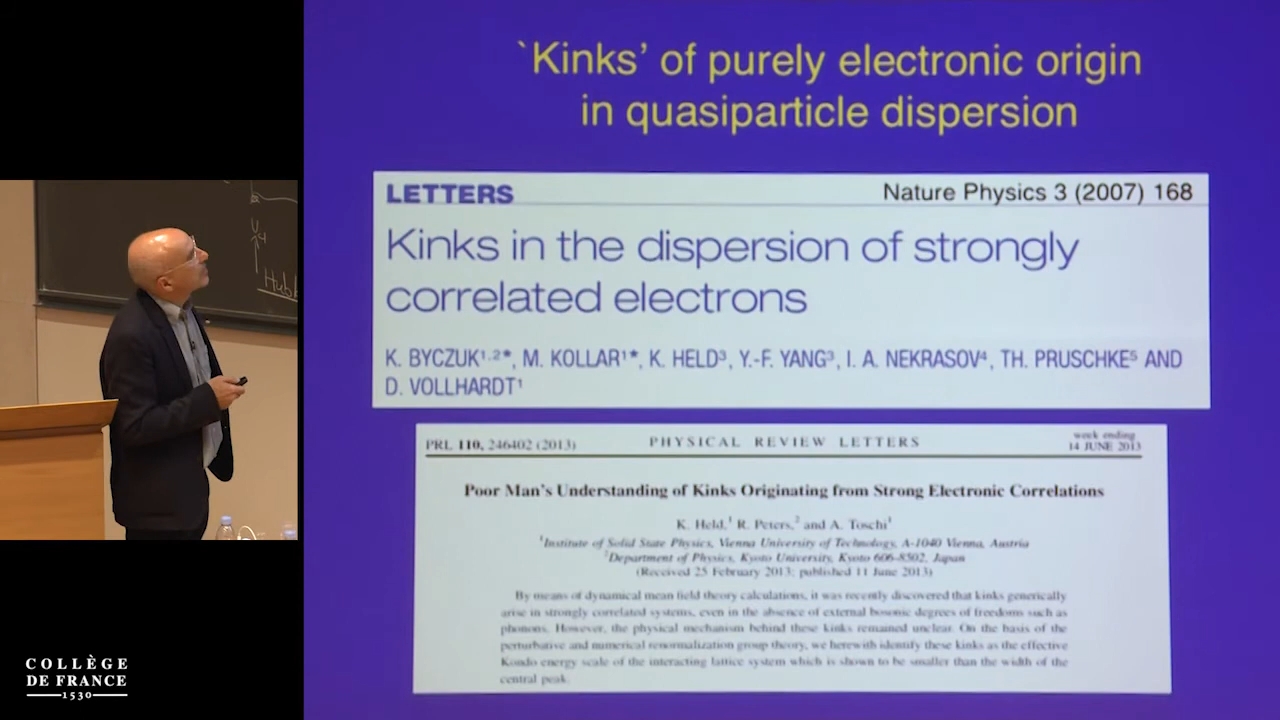 `Kinks' of purely electronic origin
in quasiparticle dispersion
LETTERS
Nature Physics 3 (2007) 168
Kinks in the dispersion of strongly
correlated electrons
K. BYCZUK¹,²*, M. KOLLAR¹*, K. HELD³, Y.-F. YANG³, I. A. NEKRASOV⁴, TH. PRUSCHKE⁵ AND
D. VOLLHARDT¹
PRL 110, 246402 (2013)
PHYSICAL REVIEW LETTERS
week ending
14 JUNE 2013
Poor Man's Understanding of Kinks Originating from Strong Electronic Correlations
K. Held,¹ R. Peters,² and A. Toschi¹
¹Institute of Solid State Physics, Vienna University of Technology, A-1040 Vienna, Austria
²Department of Physics, Kyoto University, Kyoto 606-8502, Japan
(Received 25 February 2013; published 11 June 2013)
By means of dynamical mean field theory calculations, it was recently discovered that kinks generically
arise in strongly correlated systems, even in the absence of external bosonic degrees of freedoms such as
phonons. However, the physical mechanism behind these kinks remained unclear. On the basis of the
perturbative and numerical renormalization group theory, we herewith identify these kinks as the effective
Kondo energy scale of the interacting lattice system which is shown to be smaller than the width of the
central peak.
COLLÈGE
DE FRANCE
1530